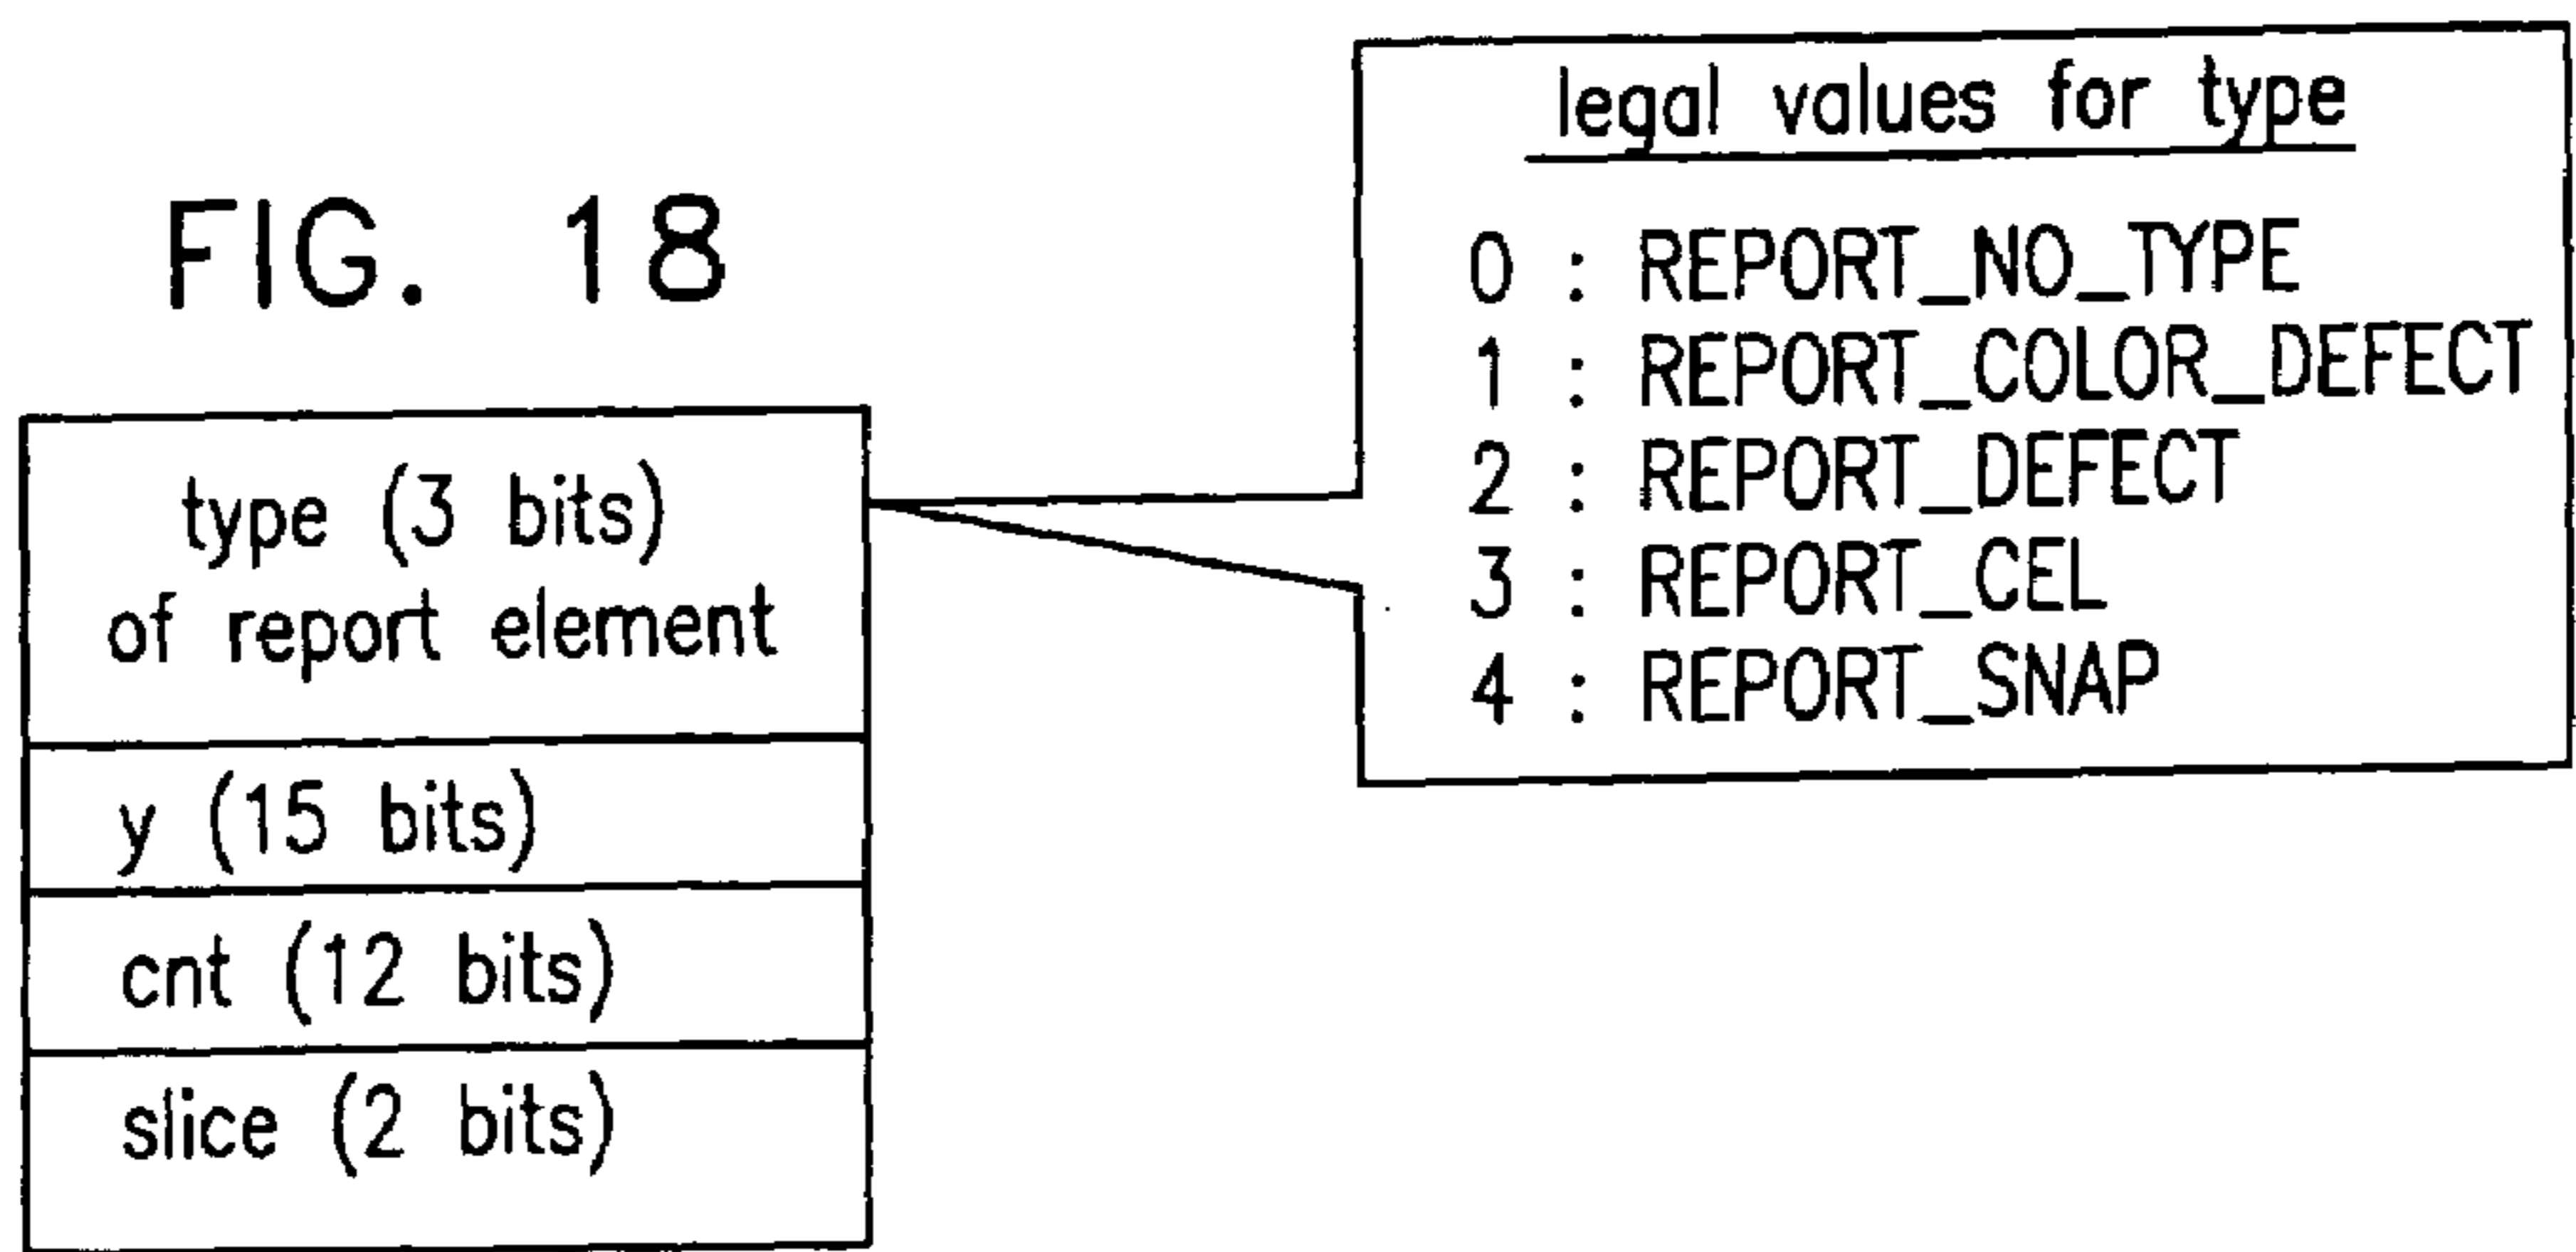 FIG. 18
type (3 bits)
of report element
y (15 bits)
cnt (12 bits)
slice (2 bits)
legal values for type
0 : REPORT_NO_TYPE
1 : REPORT_COLOR_DEFECT
2 : REPORT_DEFECT
3 : REPORT_CEL
4 : REPORT_SNAP